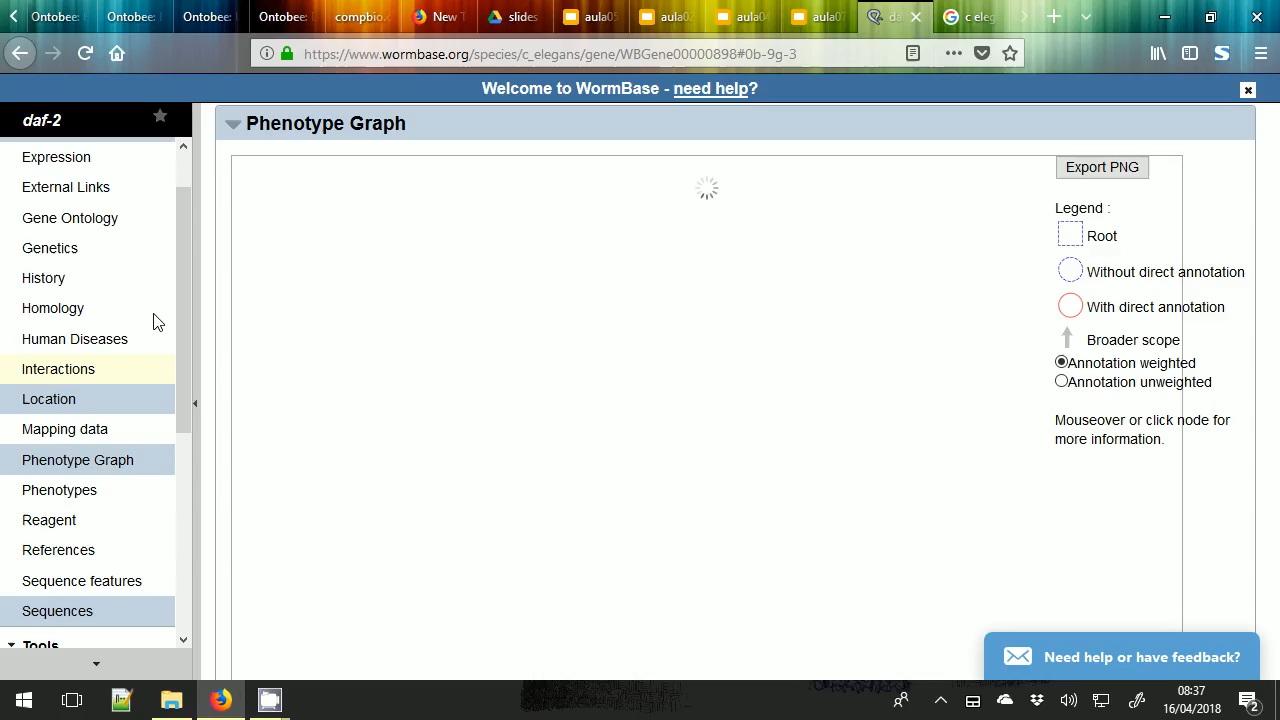 Ontobee: Ontobee: Ontobee: Ontobee: compbio. New T slides aula05 aula02 aula04 aula07 da c eleg
https://www.wormbase.org/species/c_elegans/gene/WBGene00000898#0b-9g-3
Welcome to WormBase - need help?
daf-2
Expression
External Links
Gene Ontology
Genetics
History
Homology
Human Diseases
Interactions
Location
Mapping data
Phenotype Graph
Phenotypes
Reagent
References
Sequence features
Sequences
Tools
Phenotype Graph
Export PNG
Legend :
Root
Without direct annotation
With direct annotation
Broader scope
Annotation weighted
Annotation unweighted
Mouseover or click node for
more information.
Need help or have feedback?
08:37
16/04/2018
2